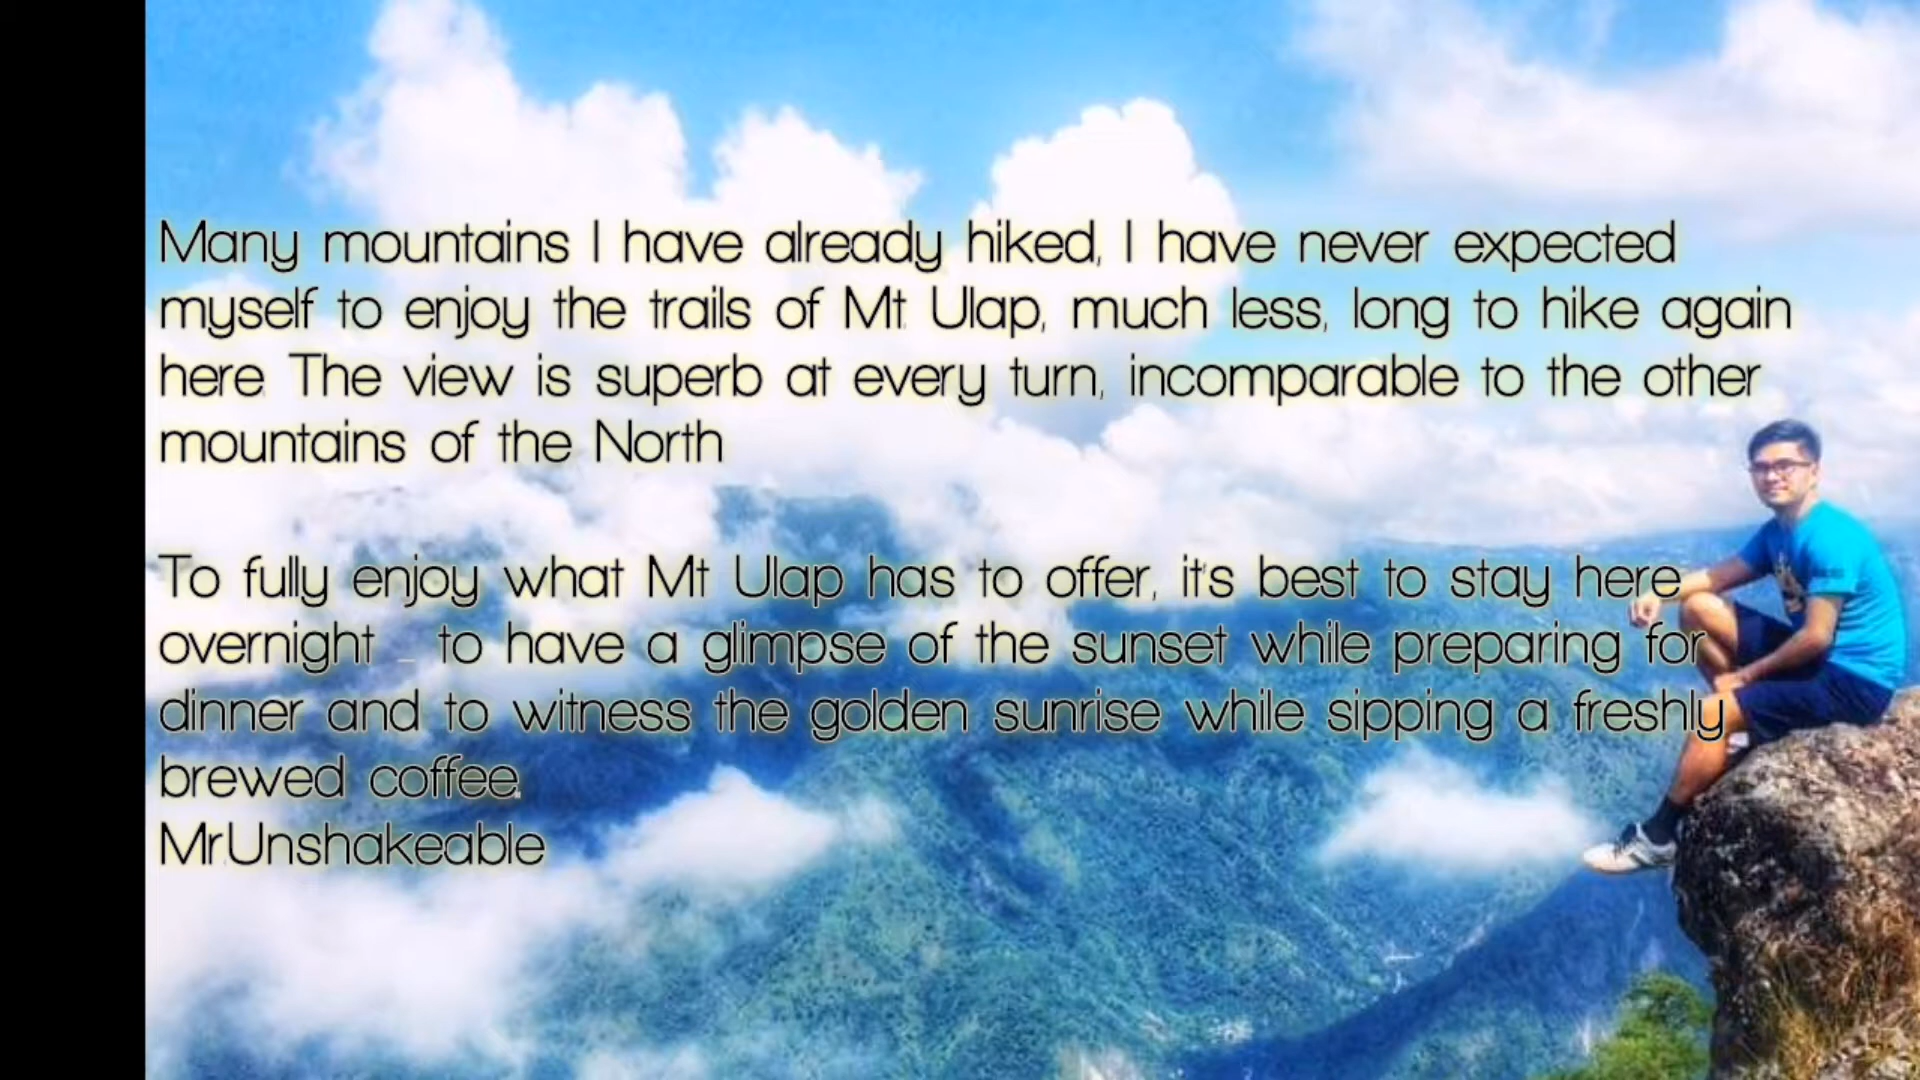 Many mountains I have already hiked, I have never expected
myself to enjoy the trails of Mt. Ulap, much less, long to hike again
here. The view is superb at every turn, incomparable to the other
mountains of the North
To fully enjoy what Mt Ulap has to offer, it's best to stay here
overnight _ to have a glimpse of the sunset while preparing for
dinner and to witness the golden sunrise while sipping a freshly
brewed coffee.
Mr.Unshakeable